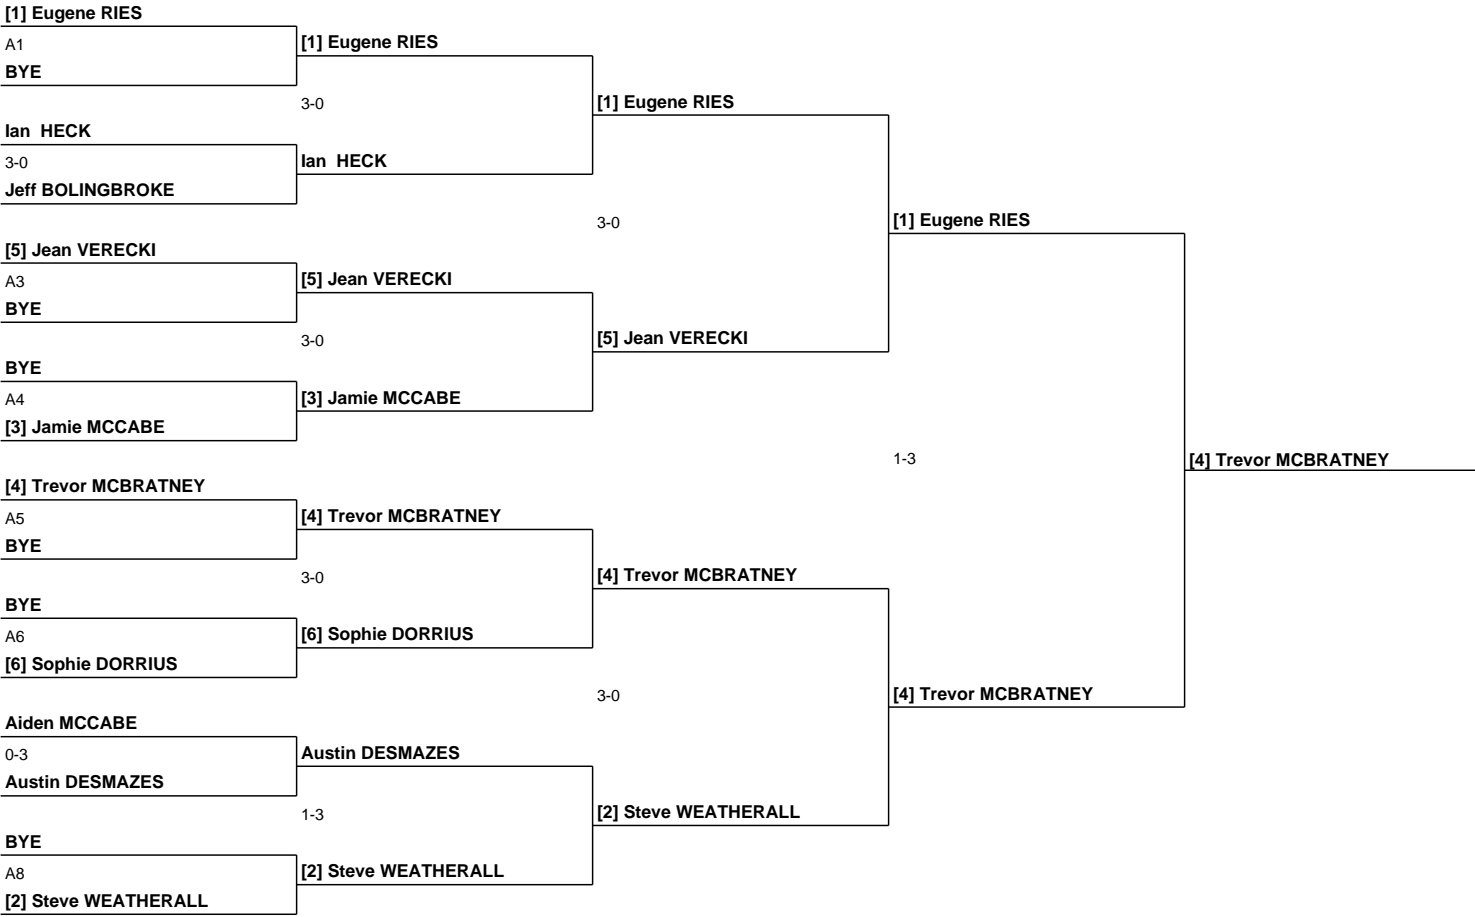 [1] Eugene RIES
A1
[1] Eugene RIES
BYE
3-0
[1] Eugene RIES
Ian  HECK
3-0
Ian  HECK
Jeff BOLINGBROKE
3-0
[1] Eugene RIES
[5] Jean VERECKI
A3
[5] Jean VERECKI
BYE
3-0
[5] Jean VERECKI
BYE
A4
[3] Jamie MCCABE
[3] Jamie MCCABE
1-3
[4] Trevor MCBRATNEY
[4] Trevor MCBRATNEY
A5
[4] Trevor MCBRATNEY
BYE
3-0
[4] Trevor MCBRATNEY
BYE
A6
[6] Sophie DORRIUS
[6] Sophie DORRIUS
3-0
[4] Trevor MCBRATNEY
Aiden MCCABE
0-3
Austin DESMAZES
Austin DESMAZES
1-3
[2] Steve WEATHERALL
BYE
A8
[2] Steve WEATHERALL
[2] Steve WEATHERALL